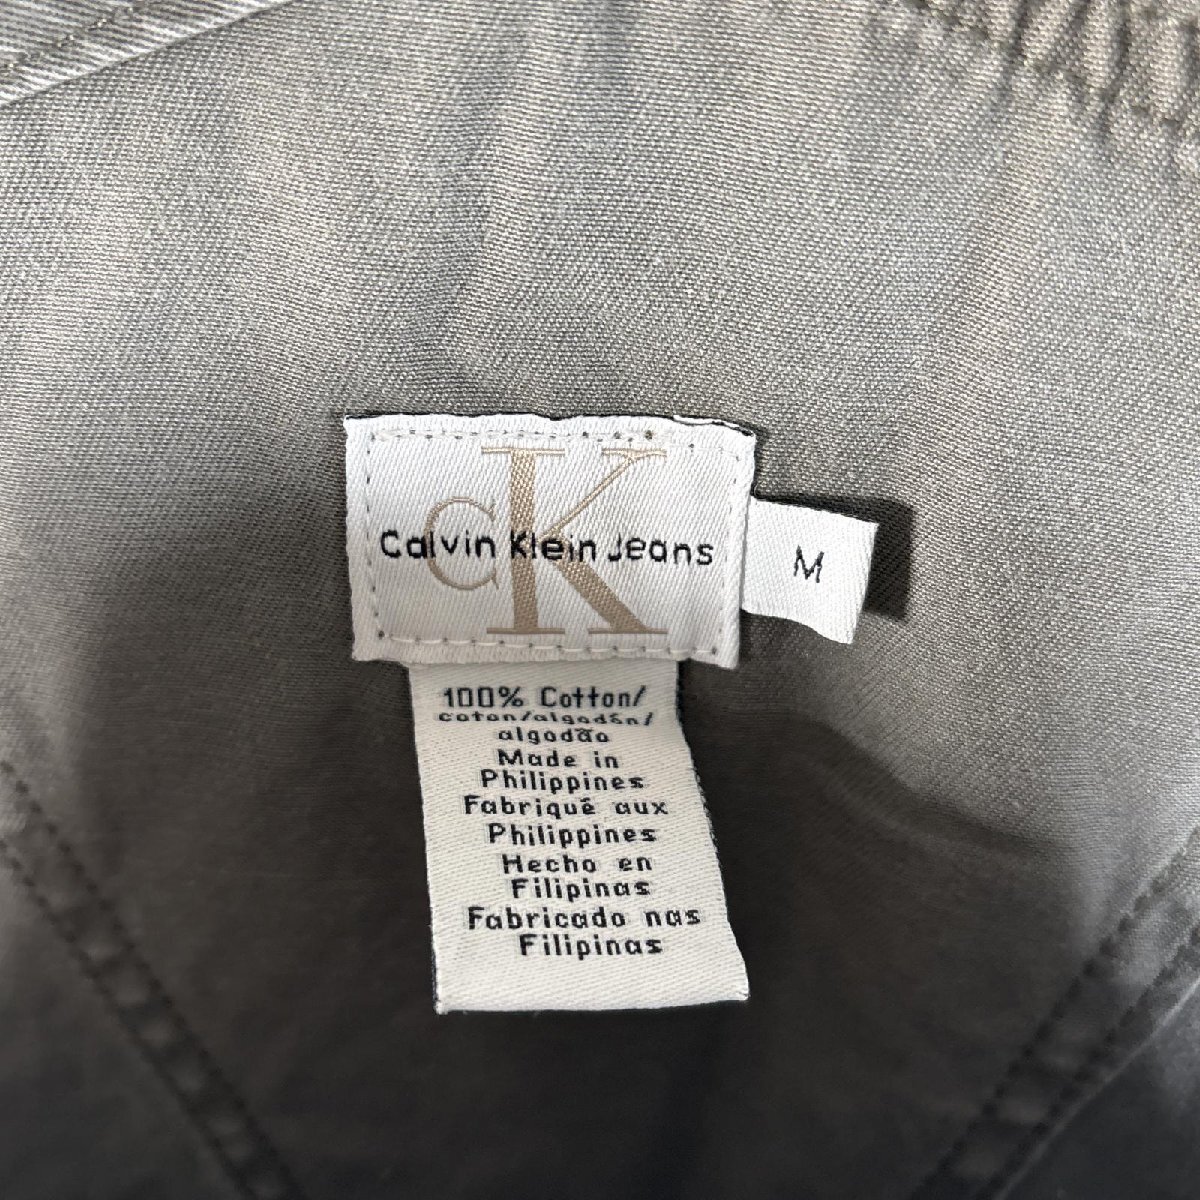 CK
Calvin Klein Jeans
M
100% Cotton/
coton/algodón/
algodão
Made in
Philippines
Fabriqué aux
Philippines
Hecho en
Filipinas
Fabricado nas
Filipinas